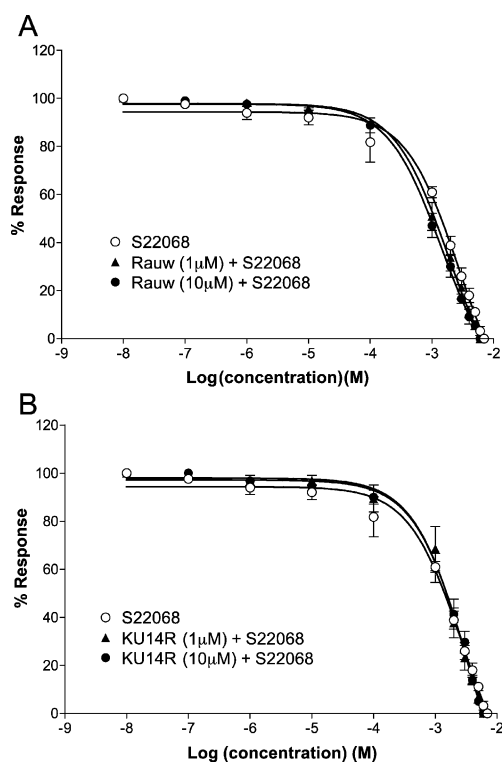 A
120
100
80
60
40
20
0
% Response
S22068
Rauw (1μM) + S22068
Rauw (10μM) + S22068
-9 -8 -7 -6 -5 -4 -3 -2 -1
Log(concentration)(M)
B
120
100
80
60
40
20
0
% Response
S22068
KU14R (1μM) + S22068
KU14R (10μM) + S22068
-9 -8 -7 -6 -5 -4 -3 -2
Log (concentration) (M)